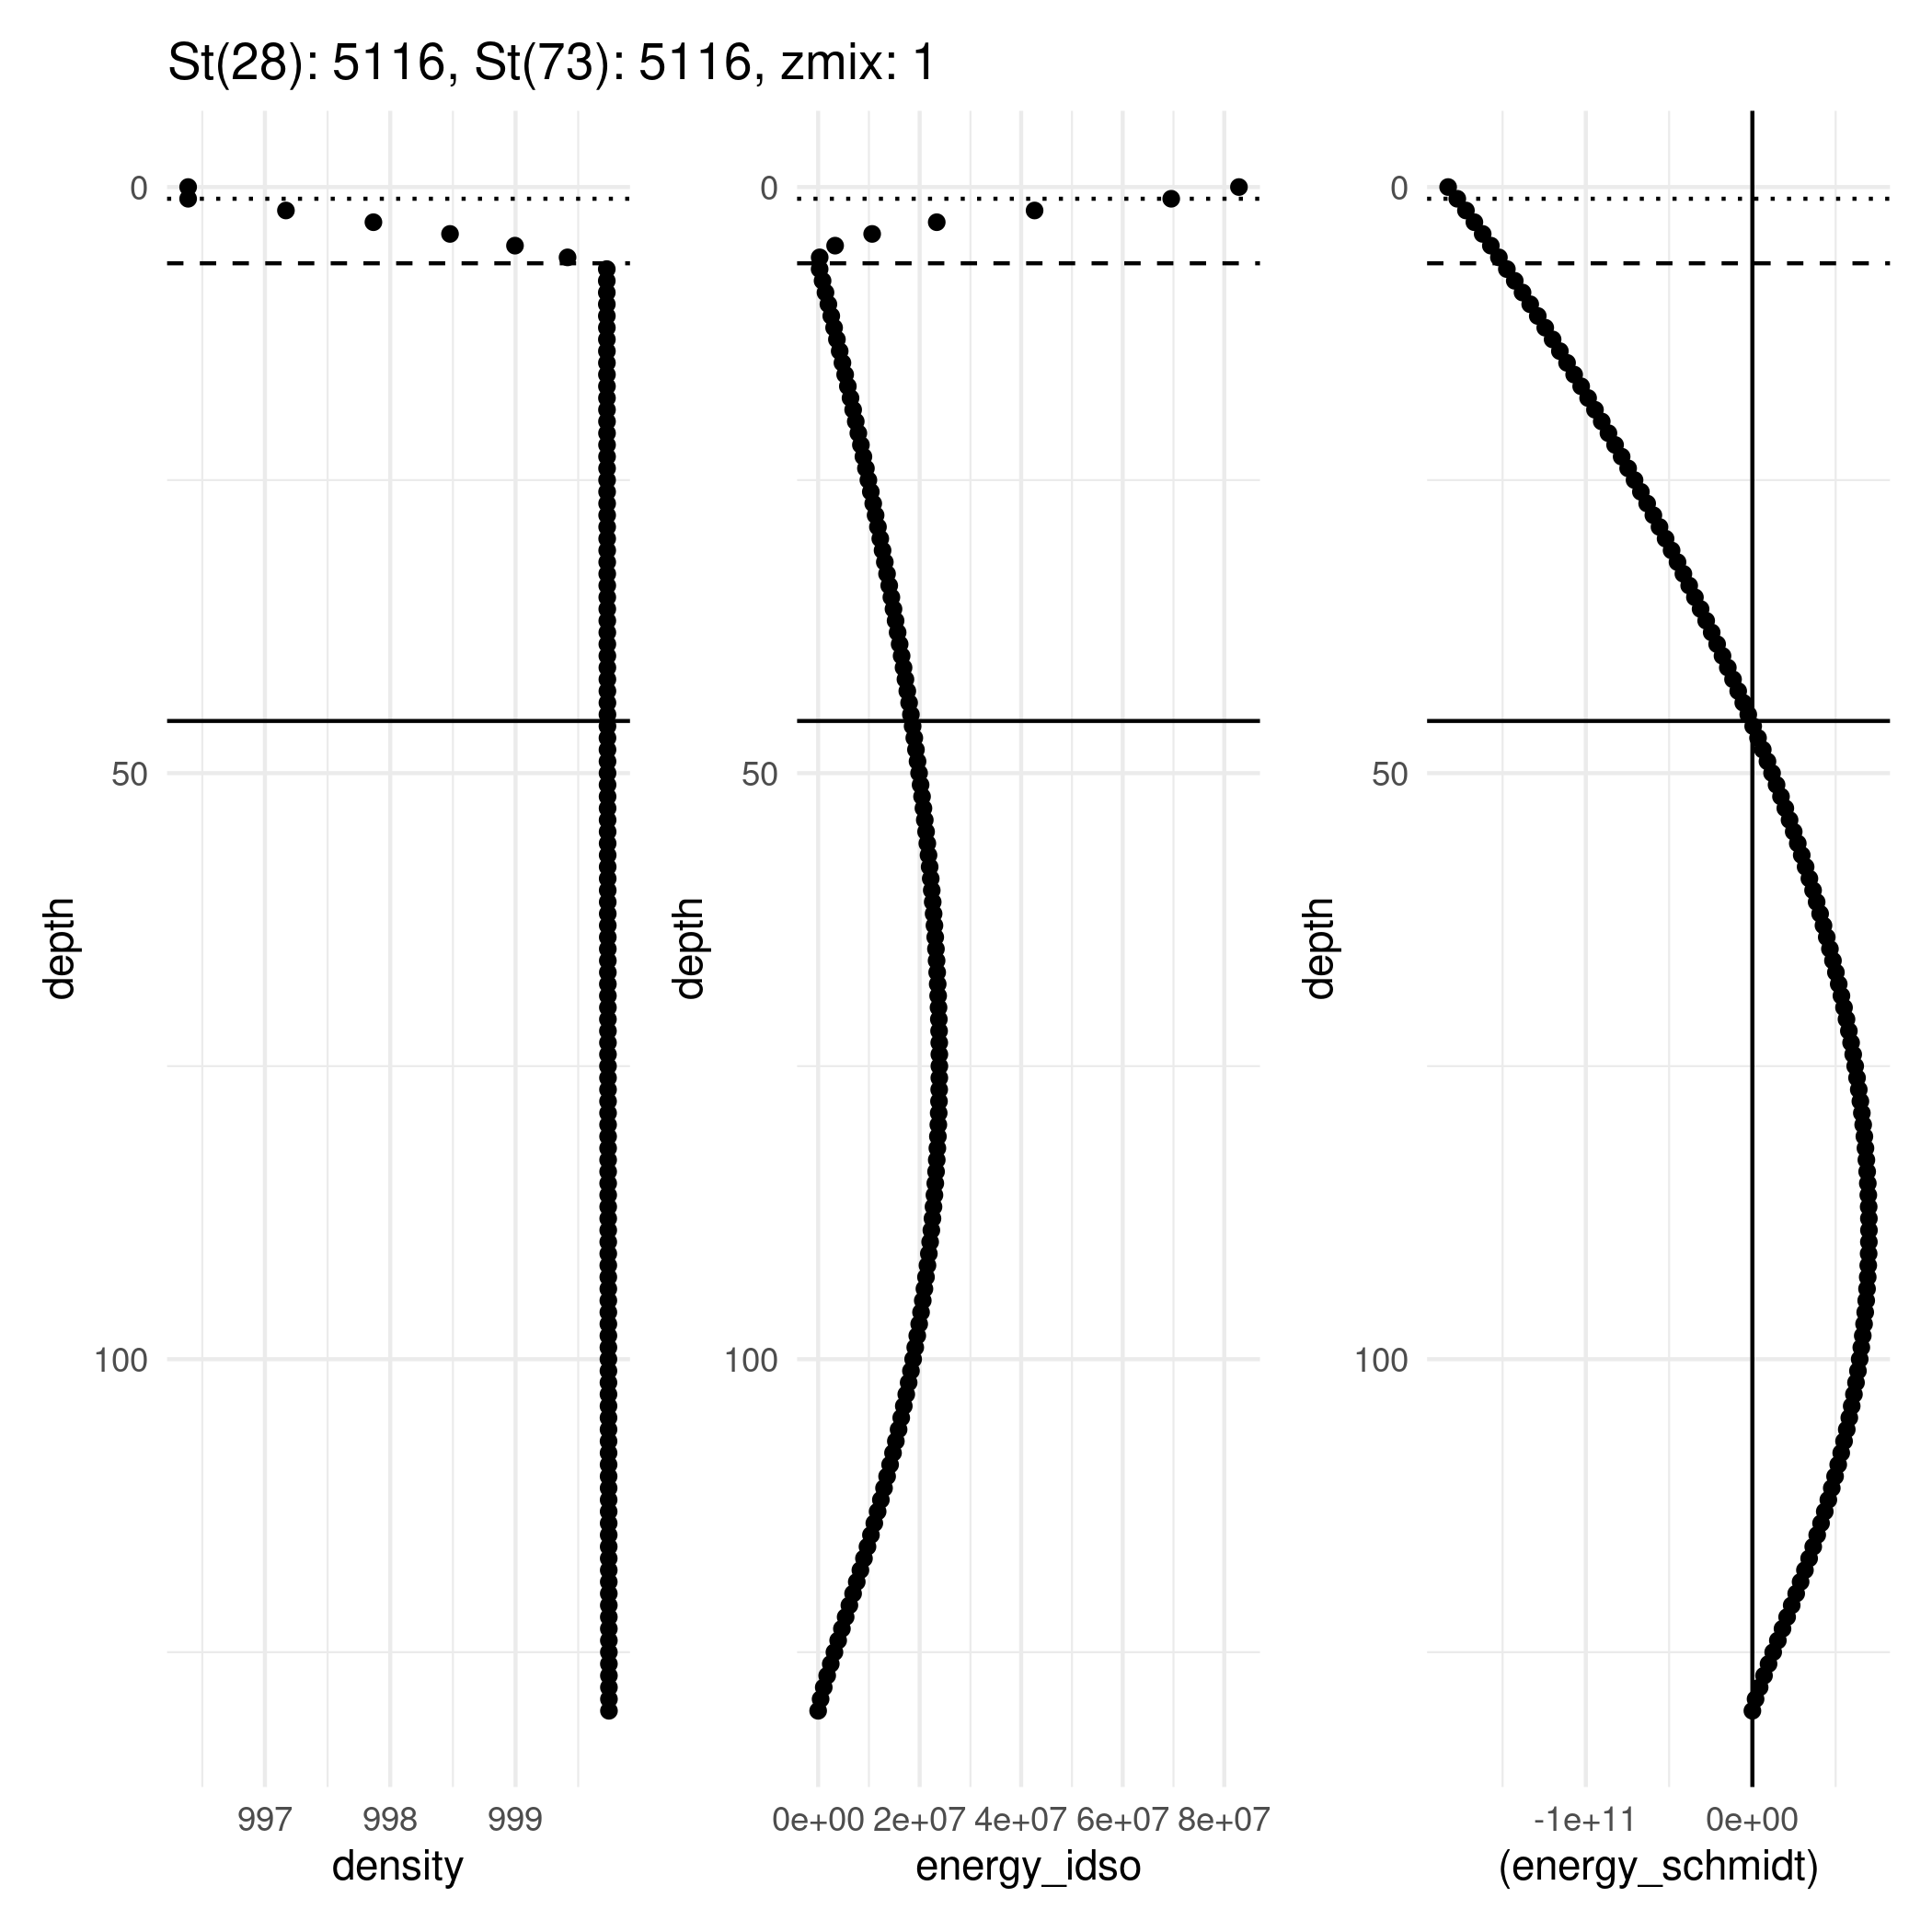 St(28): 5116, St(73): 5116, zmix: 1
depth
0
50
100
997
998
999
density
depth
0
50
100
0e+00
2e+07
4e+07
6e+07
8e+07
energy_idso
depth
0
50
100
-1e+11
0e+00
(energy_schmidt)